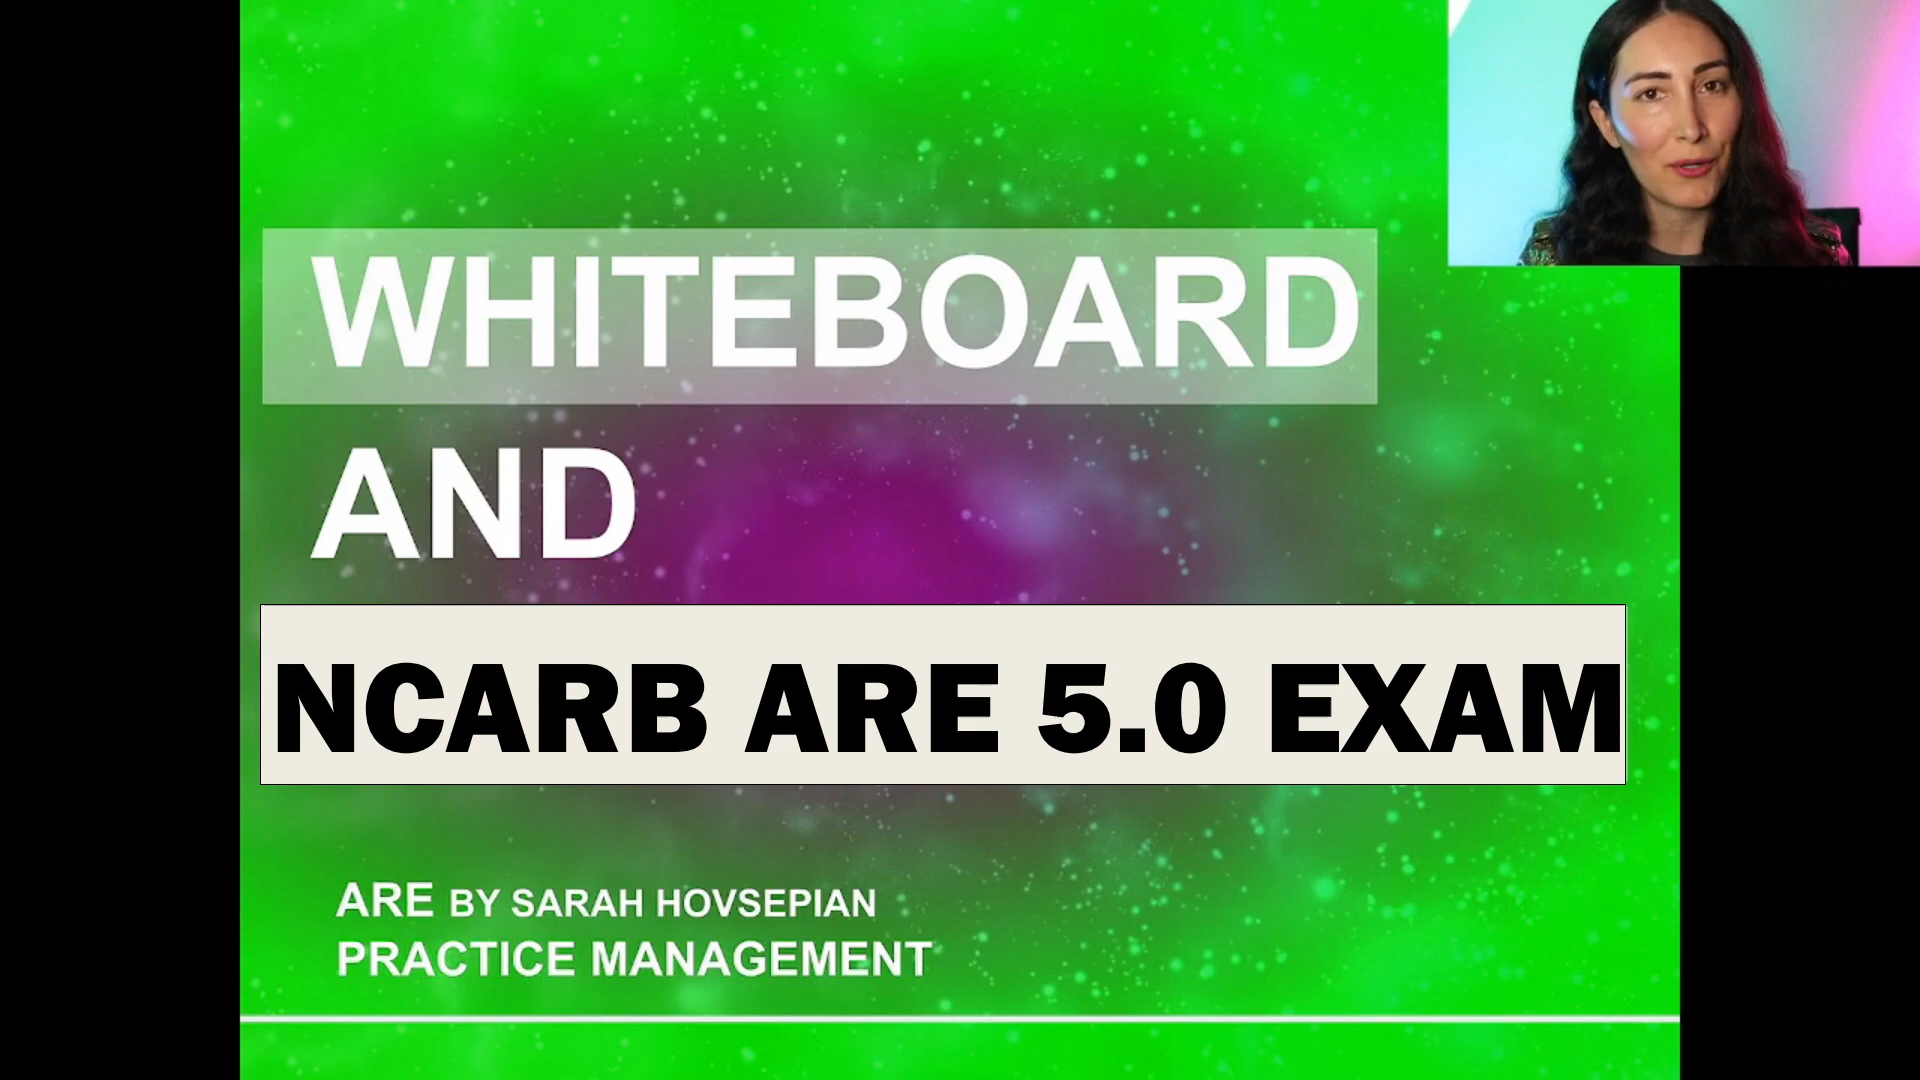 WHITEBOARD
AND
NCARB ARE 5.0 EXAM
ARE BY SARAH HOVSEPIAN
PRACTICE MANAGEMENT